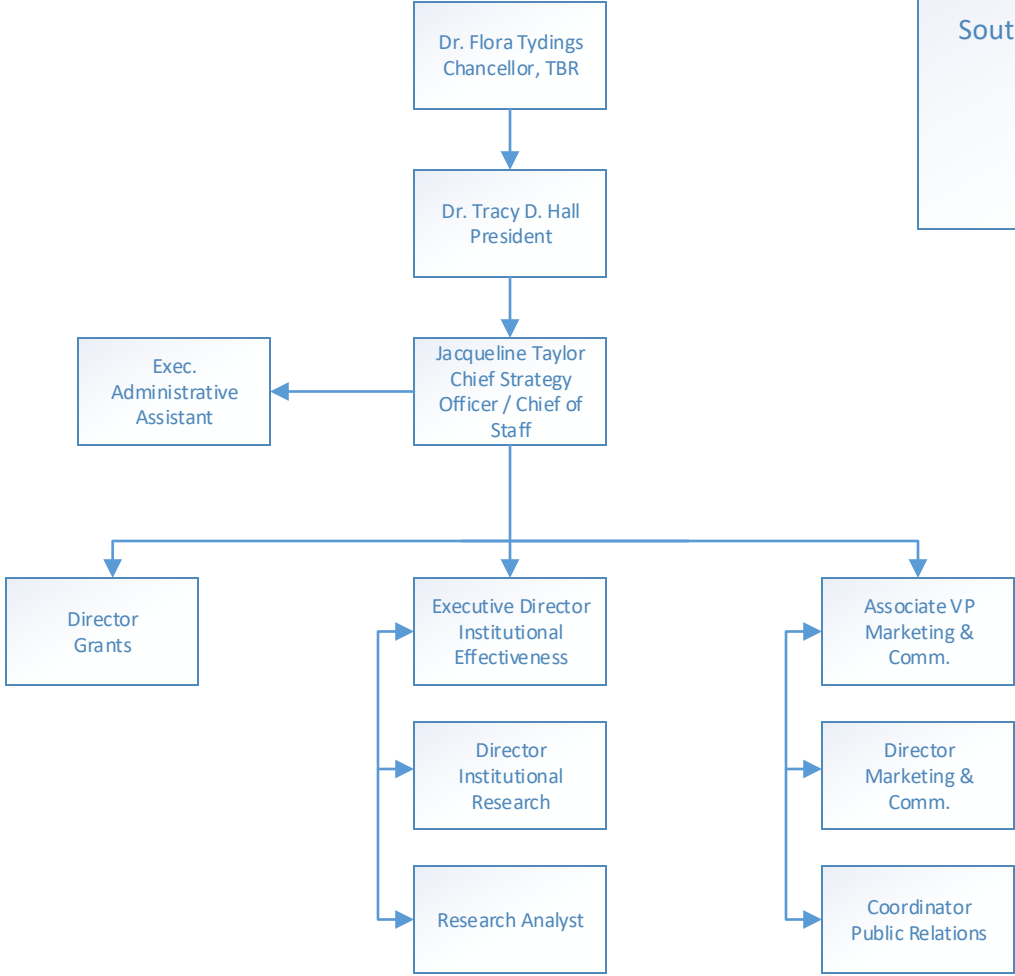 Dr. Flora Tydings
Chancellor, TBR
Dr. Tracy D. Hall
President
Exec.
Administrative
Assistant
Jacqueline Taylor
Chief Strategy
Officer / Chief of
Staff
Director
Grants
Executive Director
Institutional
Effectiveness
Associate VP
Marketing &
Comm.
Director
Institutional
Research
Director
Marketing &
Comm.
Research Analyst
Coordinator
Public Relations